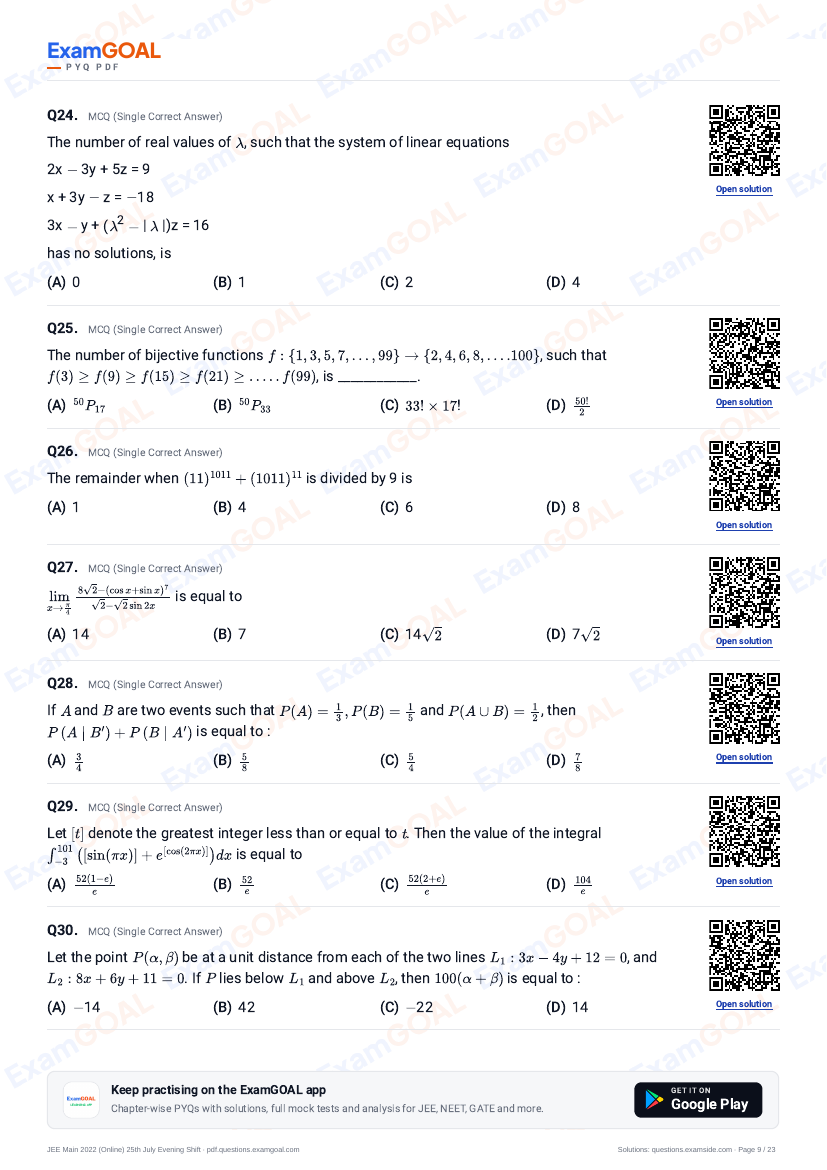 ExamGOAL
PYQ PDF
Q24. MCQ (Single Correct Answer)
The number of real values of λ, such that the system of linear equations
2x − 3y + 5z = 9
x + 3y − z = −18
3x − y + (λ² − | λ |)z = 16
has no solutions, is
(A) 0 (B) 1 (C) 2 (D) 4
Open solution
Q25. MCQ (Single Correct Answer)
The number of bijective functions f : {1, 3, 5, 7, . . . , 99} → {2, 4, 6, 8, . . . .100}, such that
f(3) ≥ f(9) ≥ f(15) ≥ f(21) ≥ . . . . . f(99), is ____________.
(A) ⁵⁰P₁₇ (B) ⁵⁰P₃₃ (C) 33! × 17! (D) 50!/2
Open solution
Q26. MCQ (Single Correct Answer)
The remainder when (11)¹⁰¹¹ + (1011)¹¹ is divided by 9 is
(A) 1 (B) 4 (C) 6 (D) 8
Open solution
Q27. MCQ (Single Correct Answer)
lim x→π/4 (8√2−(cos x+sin x)⁷)/(√2−√2 sin 2x) is equal to
(A) 14 (B) 7 (C) 14√2 (D) 7√2
Open solution
Q28. MCQ (Single Correct Answer)
If A and B are two events such that P(A) = 1/3, P(B) = 1/5 and P(A ∪ B) = 1/2, then
P (A | B′) + P (B | A′) is equal to :
(A) 3/4 (B) 5/8 (C) 5/4 (D) 7/8
Open solution
Q29. MCQ (Single Correct Answer)
Let [t] denote the greatest integer less than or equal to t. Then the value of the integral
∫₋₃¹⁰¹ ([sin(πx)] + e^[cos(2πx)])dx is equal to
(A) 52(1−e)/e (B) 52/e (C) 52(2+e)/e (D) 104/e
Open solution
Q30. MCQ (Single Correct Answer)
Let the point P(α, β) be at a unit distance from each of the two lines L₁ : 3x − 4y + 12 = 0, and
L₂ : 8x + 6y + 11 = 0. If P lies below L₁ and above L₂, then 100(α + β) is equal to :
(A) −14 (B) 42 (C) −22 (D) 14
Open solution
Keep practising on the ExamGOAL app
Chapter-wise PYQs with solutions, full mock tests and analysis for JEE, NEET, GATE and more.
GET IT ON
Google Play
JEE Main 2022 (Online) 25th July Evening Shift · pdf.questions.examgoal.com
Solutions: questions.examside.com · Page 9 / 23